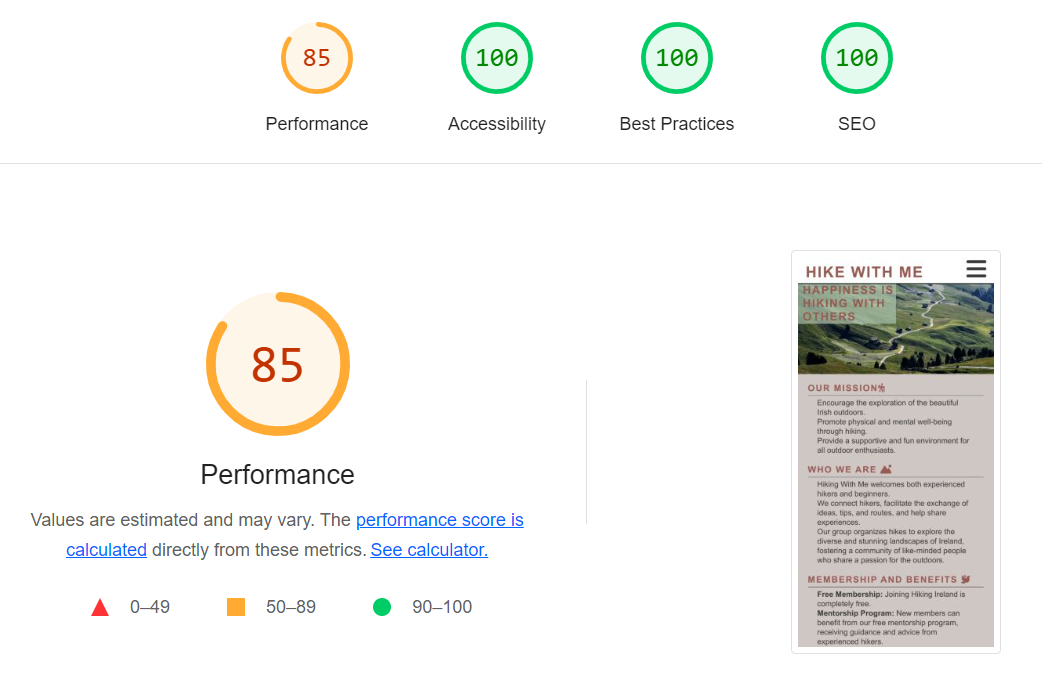 85
100
100
100
Performance
Accessibility
Best Practices
SEO
85
Performance
Values are estimated and may vary. The performance score is
calculated directly from these metrics. See calculator.
0–49
50–89
90–100
HIKE WITH ME
HAPPINESS IS
HIKING WITH
OTHERS
OUR MISSION
Encourage the exploration of the beautiful
Irish outdoors.
Promote physical and mental well-being
through hiking.
Provide a supportive and fun environment for
all outdoor enthusiasts.
WHO WE ARE
Hiking With Me welcomes both experienced
hikers and beginners.
We connect hikers, facilitate the exchange of
ideas, tips, and routes, and help share
experiences.
Our group organizes hikes to explore the
diverse and stunning landscapes of Ireland,
fostering a community of like-minded people
who share a passion for the outdoors.
MEMBERSHIP AND BENEFITS
Free Membership: Joining Hiking Ireland is
completely free.
Mentorship Program: New members can
benefit from our free mentorship program,
receiving guidance and advice from
experienced hikers.